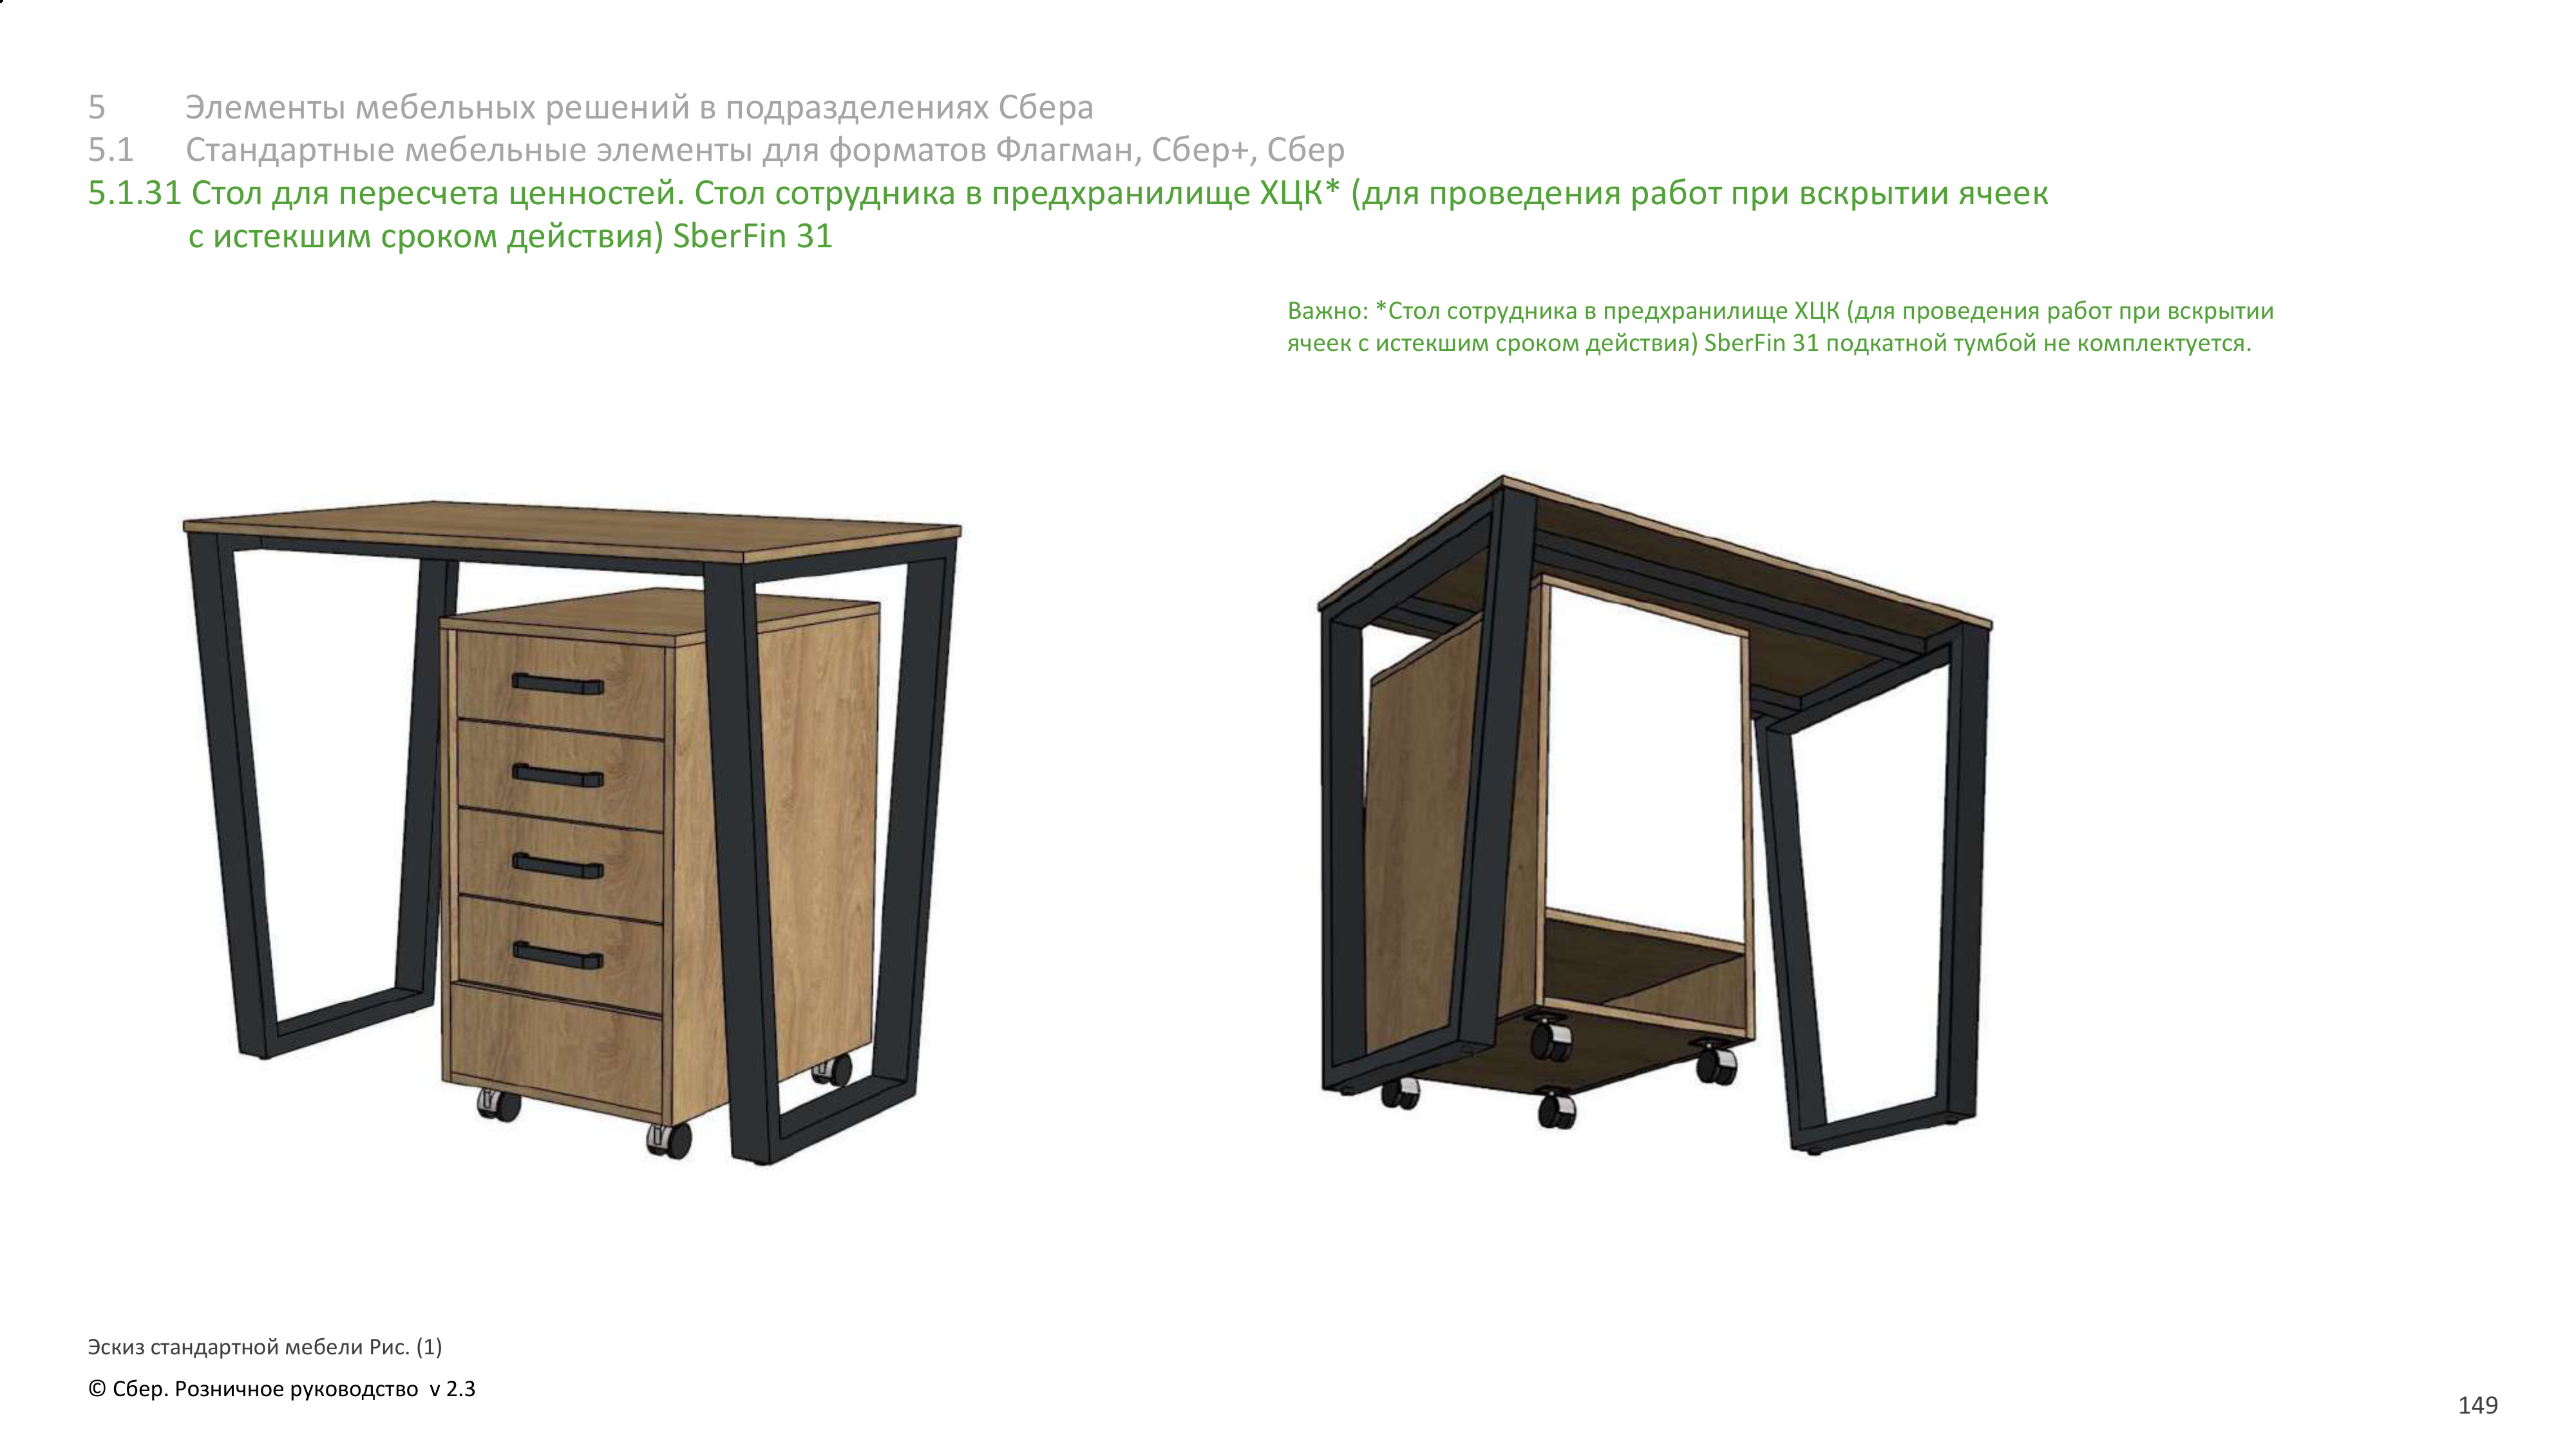 5 Элементы мебельных решений в подразделениях Сбера
5.1 Стандартные мебельные элементы для форматов Флагман, Сбер+, Сбер
5.1.31 Стол для пересчета ценностей. Стол сотрудника в предхранилище ХЦК* (для проведения работ при вскрытии ячеек
с истекшим сроком действия) SberFin 31
Важно: *Стол сотрудника в предхранилище ХЦК (для проведения работ при вскрытии
ячеек с истекшим сроком действия) SberFin 31 подкатной тумбой не комплектуется.
Эскиз стандартной мебели Рис. (1)
© Сбер. Розничное руководство v 2.3
149